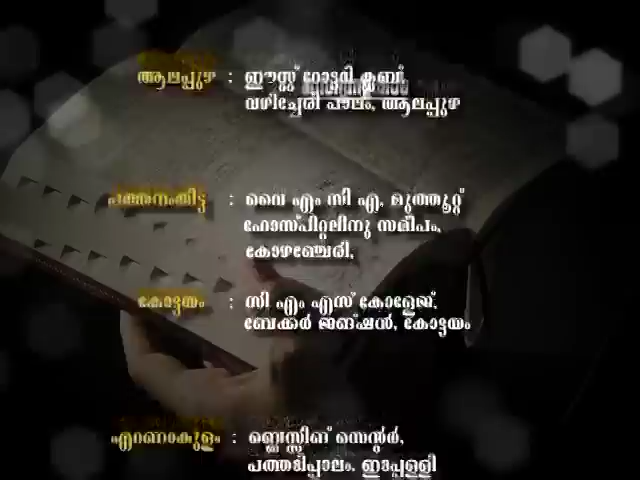 ആലപ്പുഴ : ഈസ്റ്റ് റോട്ടറി ക്ലബ്,
വഴിച്ചേരി പാലം, ആലപ്പുഴ
പത്തനംതിട്ട : വൈ എം സി എ, മുത്തൂറ്റ്
ഹോസ്പിറ്റലിനു സമീപം,
കോഴഞ്ചേരി,
കോട്ടയം : സി എം എസ് കോളേജ്,
ബേക്കർ ജങ്ഷൻ, കോട്ടയം
എറണാകുളം : ബ്ലെസ്സിങ് സെന്റർ,
പത്തടിപ്പാലം. ഇടപ്പള്ളി